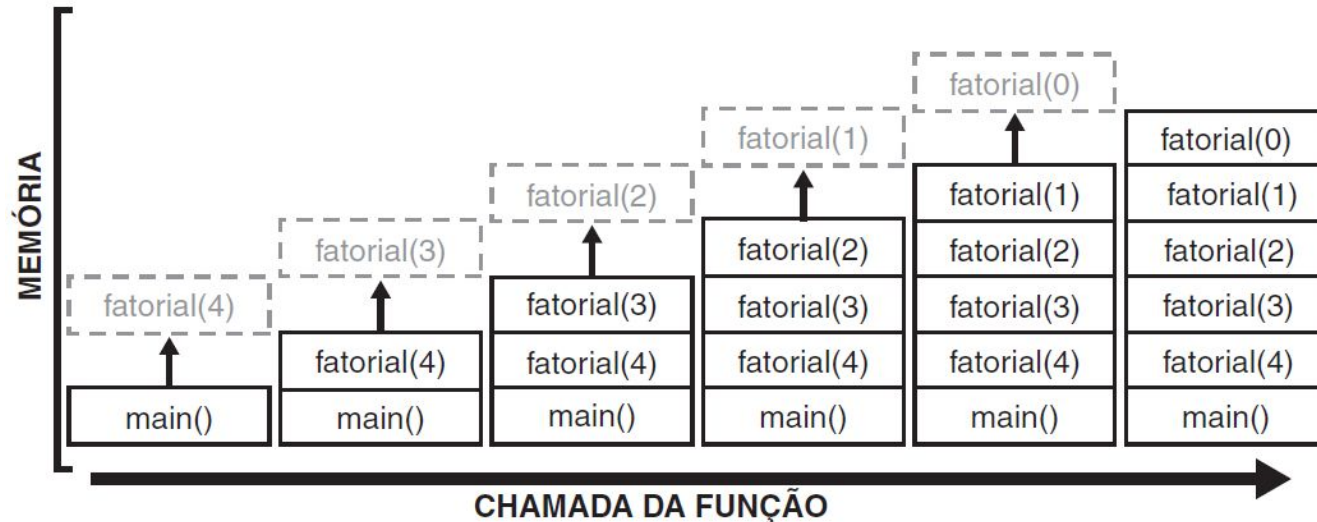 MEMÓRIA
fatorial(4)
main()
fatorial(3)
fatorial(4)
main()
fatorial(2)
fatorial(3)
fatorial(4)
main()
fatorial(1)
fatorial(2)
fatorial(3)
fatorial(4)
main()
fatorial(0)
fatorial(1)
fatorial(2)
fatorial(3)
fatorial(4)
main()
fatorial(0)
fatorial(1)
fatorial(2)
fatorial(3)
fatorial(4)
main()
CHAMADA DA FUNÇÃO